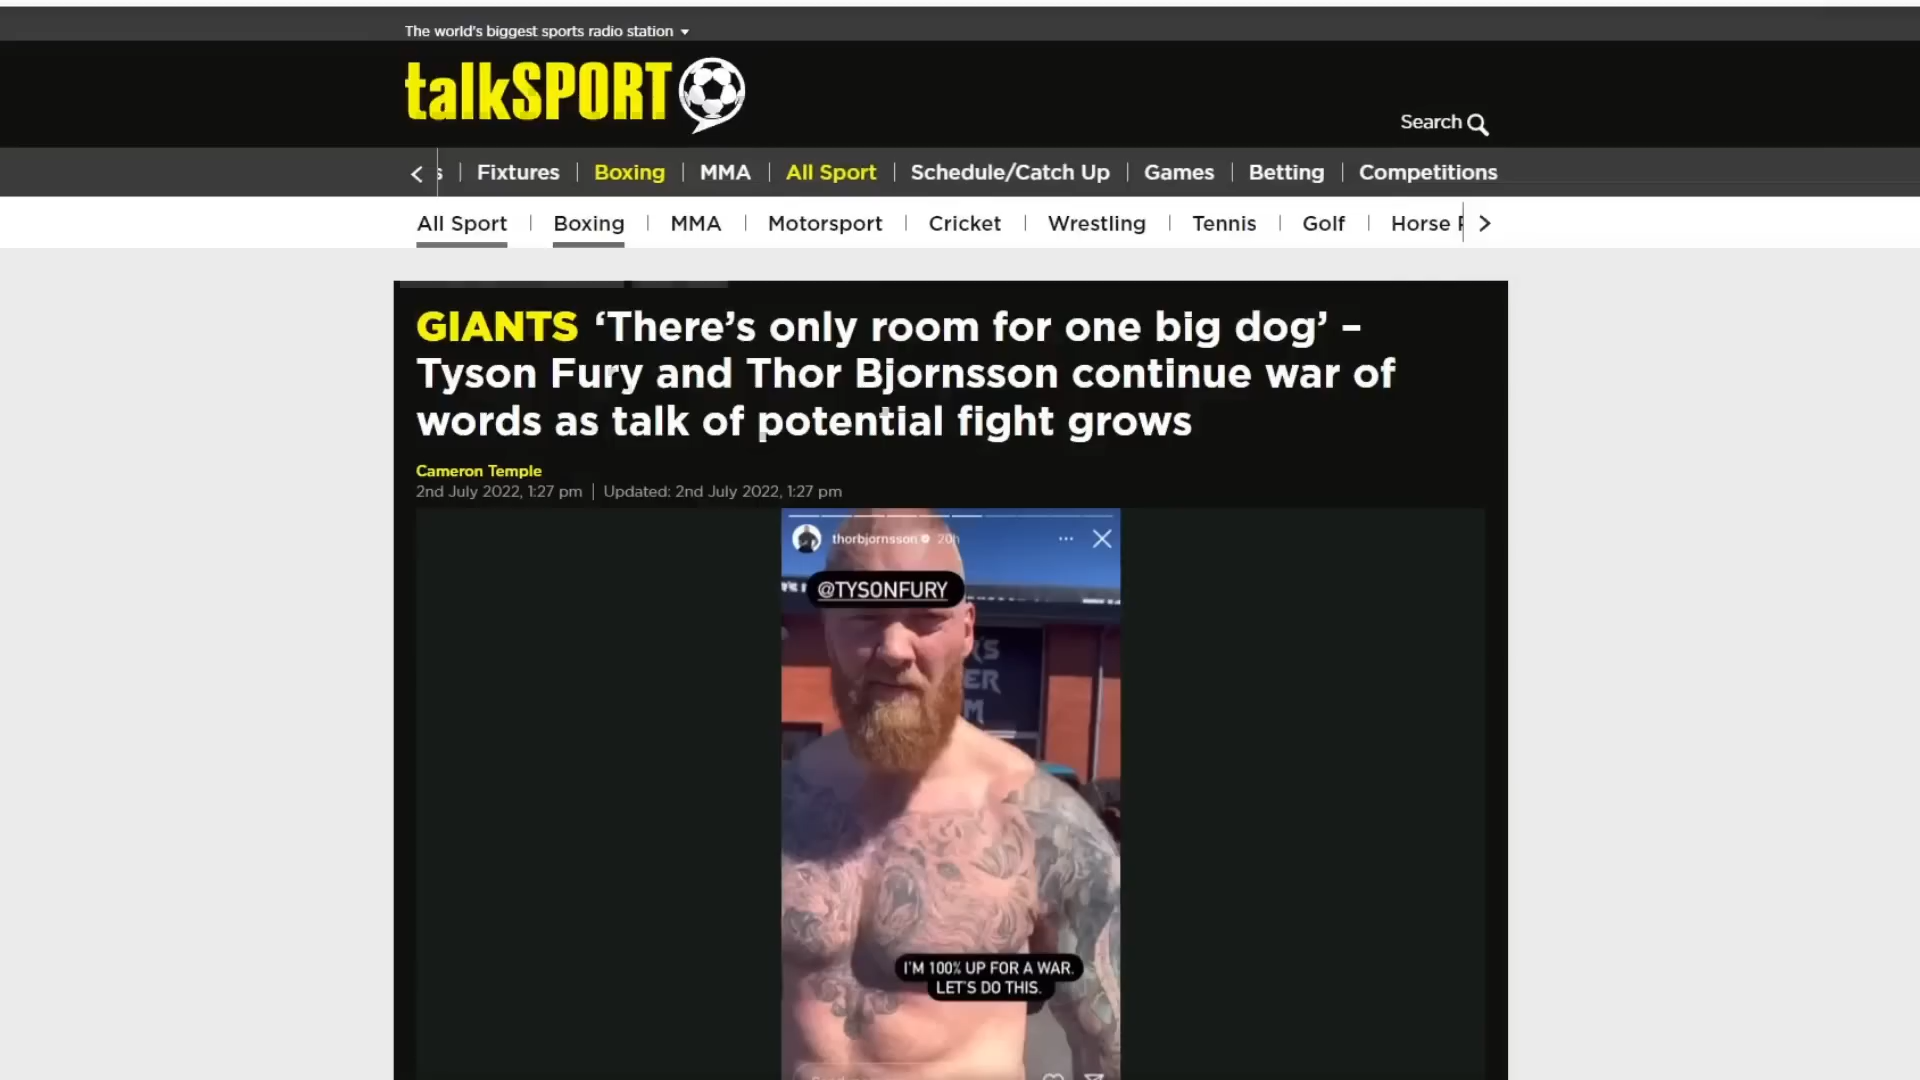 The world's biggest sports radio station
talkSPORT
Search
Fixtures | Boxing | MMA | All Sport | Schedule/Catch Up | Games | Betting | Competitions
All Sport | Boxing | MMA | Motorsport | Cricket | Wrestling | Tennis | Golf | Horse
GIANTS ‘There’s only room for one big dog’ –
Tyson Fury and Thor Bjornsson continue war of
words as talk of potential fight grows
Cameron Temple
2nd July 2022, 1:27 pm | Updated: 2nd July 2022, 1:27 pm
thorbjornsson 20h
@TYSONFURY
I'M 100% UP FOR A WAR.
LET'S DO THIS.